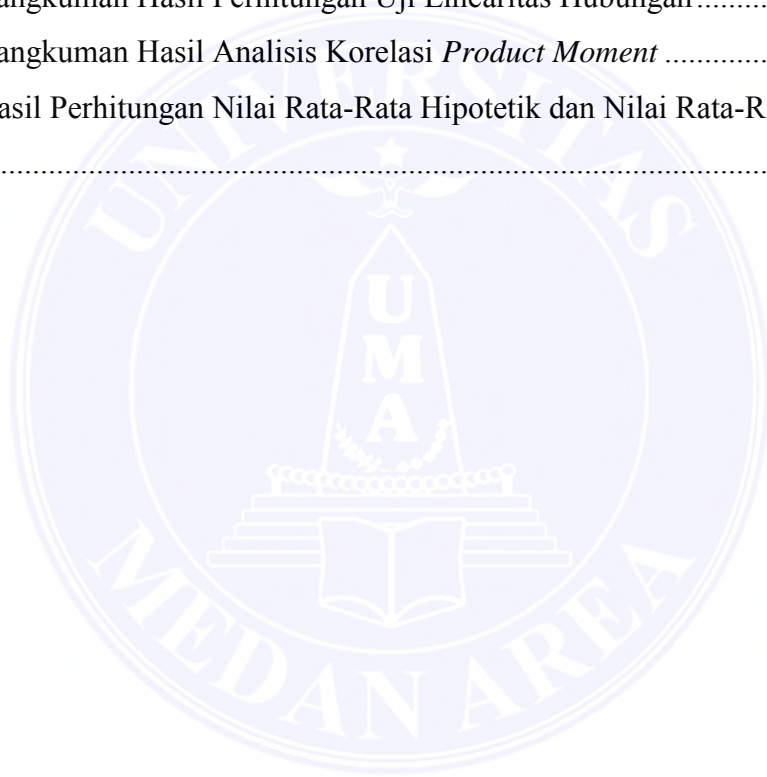 angkuman Hasil Perhitungan Uji Linearitas Hubungan..........
angkuman Hasil Analisis Korelasi Product Moment ..............
asil Perhitungan Nilai Rata-Rata Hipotetik dan Nilai Rata-R
..........................................................................................
UNIVERSITAS
UMA
MEDAN AREA